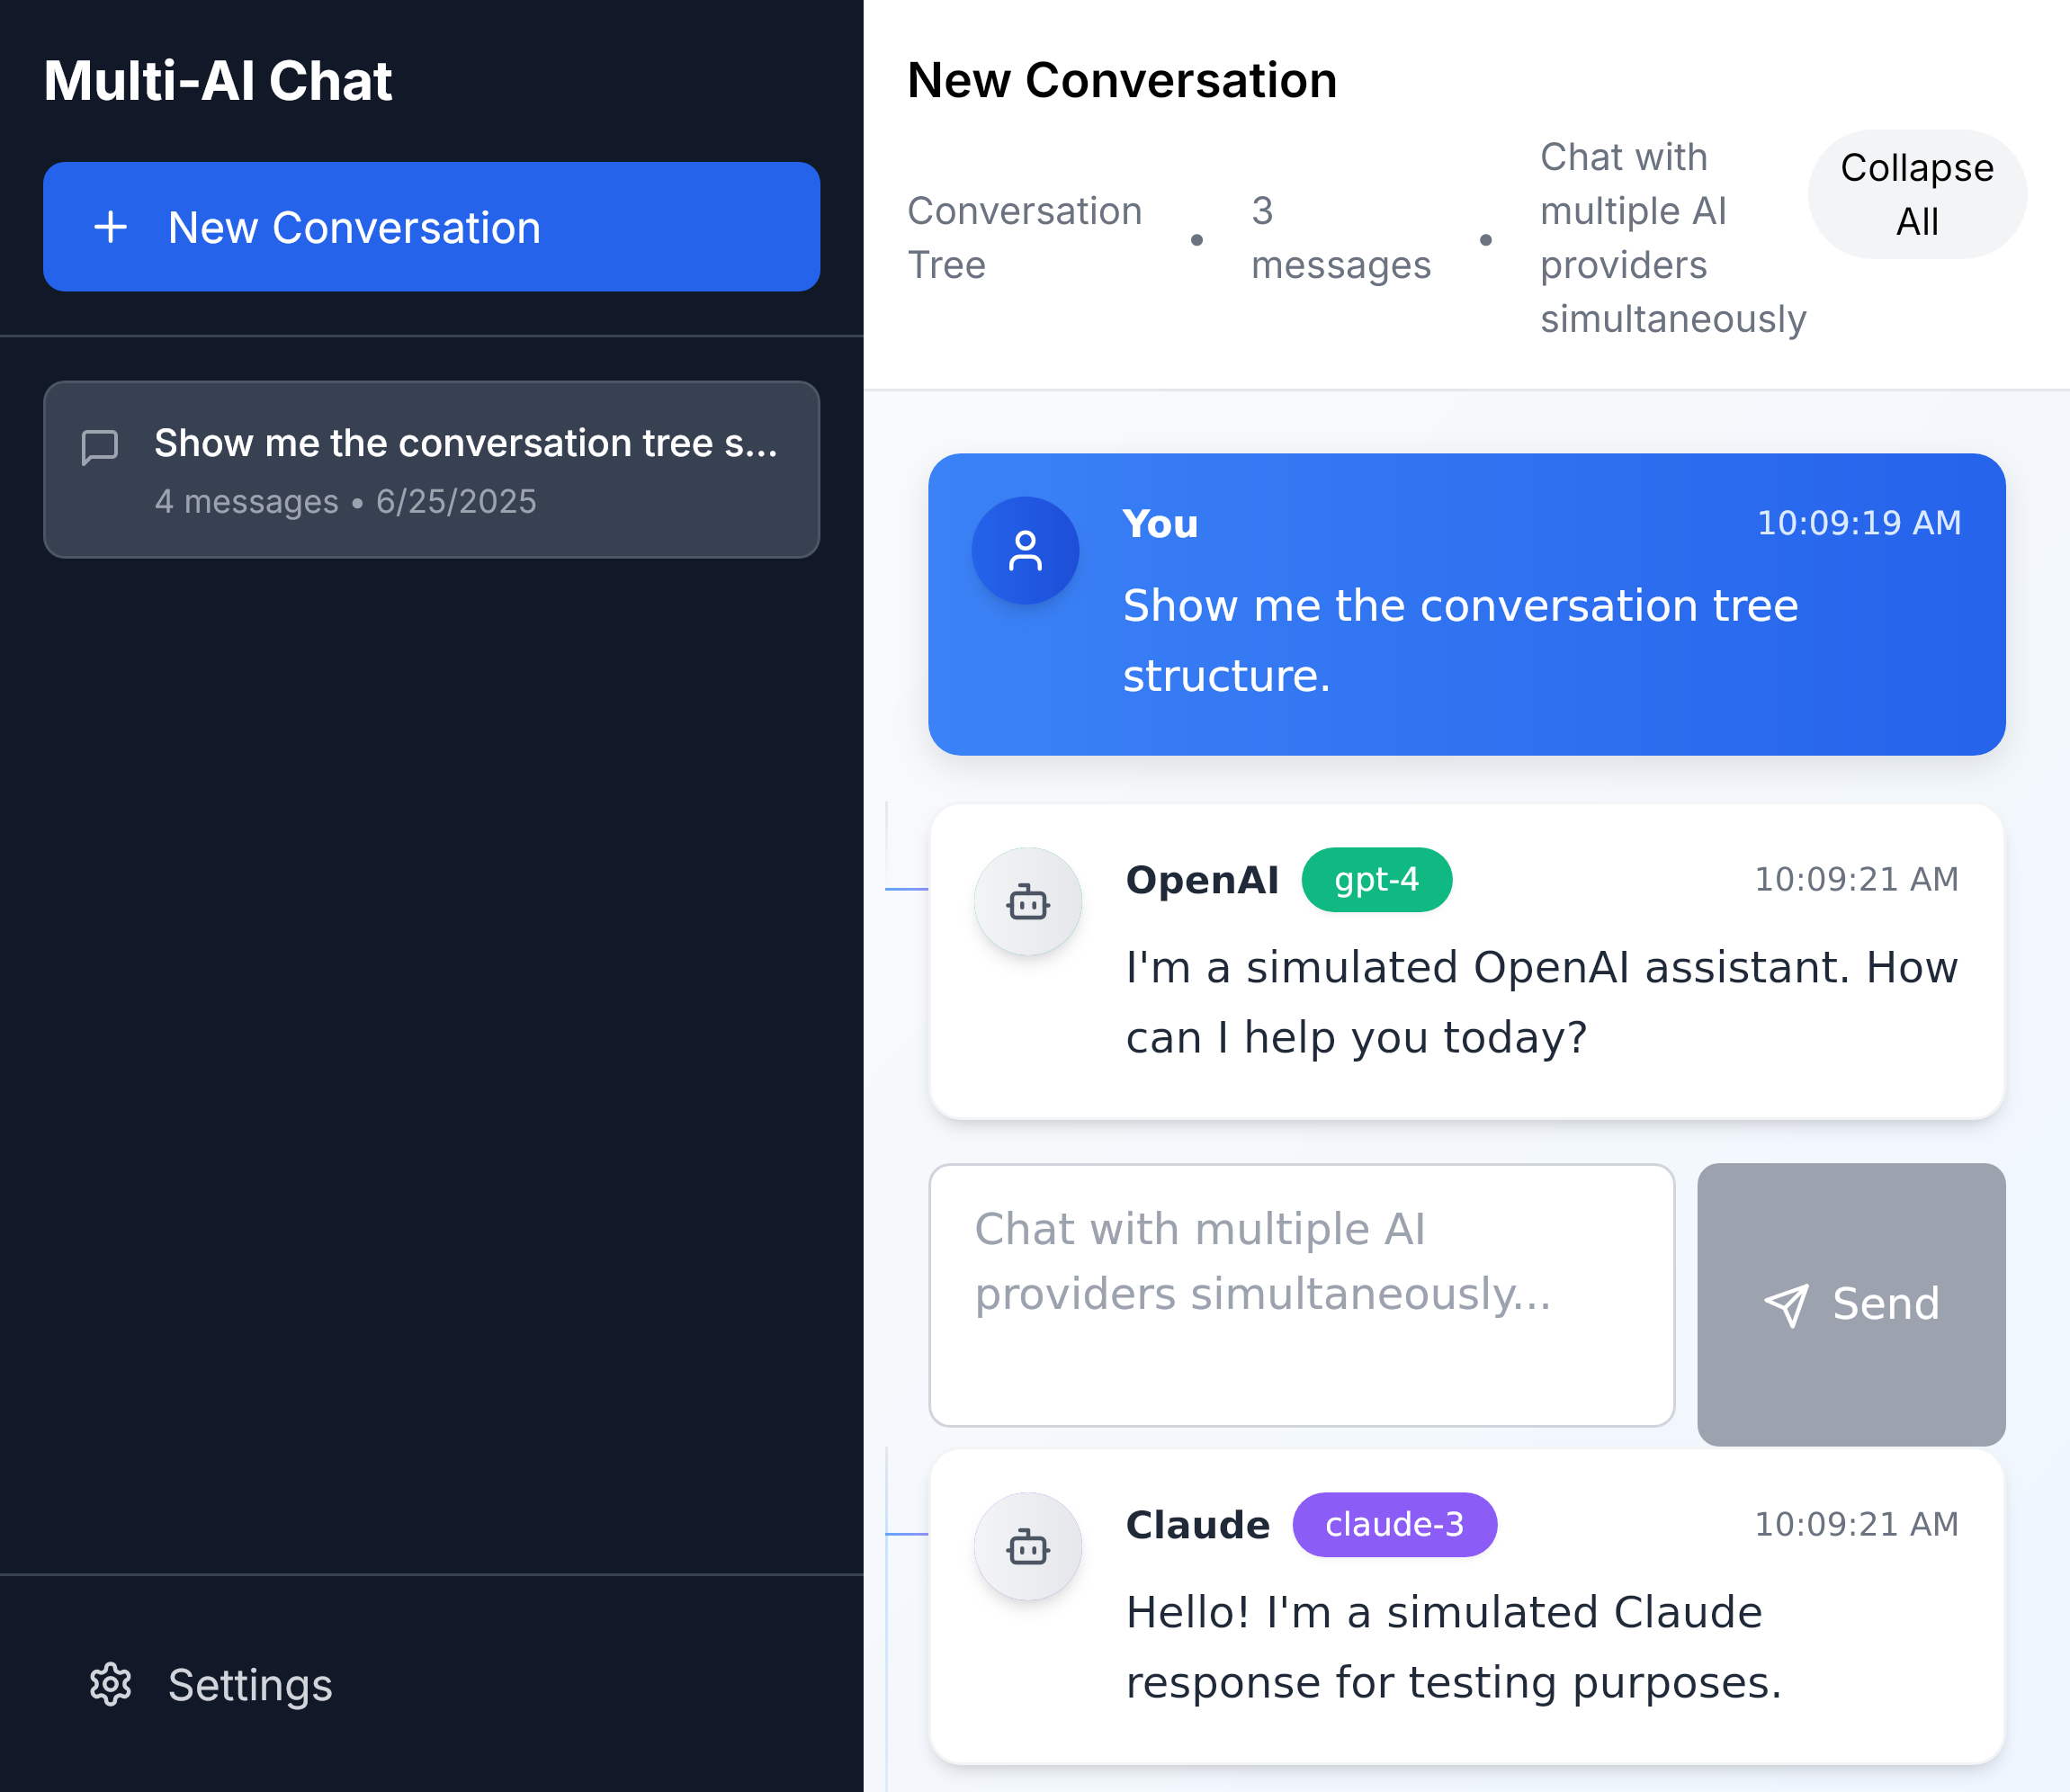 Multi-AI Chat
New Conversation
Show me the conversation tree s...
4 messages • 6/25/2025
Settings
New Conversation
Conversation
Tree
•
3
messages
•
Chat with
multiple AI
providers
simultaneously
Collapse
All
You
10:09:19 AM
Show me the conversation tree
structure.
OpenAI
gpt-4
10:09:21 AM
I'm a simulated OpenAI assistant. How
can I help you today?
Chat with multiple AI
providers simultaneously...
Send
Claude
claude-3
10:09:21 AM
Hello! I'm a simulated Claude
response for testing purposes.